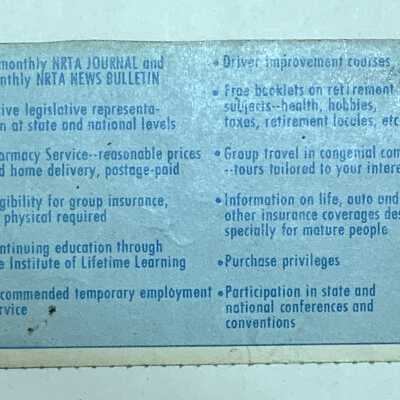 monthly NRTA JOURNAL and
nthly NRTA NEWS BULLETIN
ive legislative representa-
n at state and national levels
armacy Service--reasonable prices
d home delivery, postage-paid
gibility for group insurance,
physical required
ontinuing education through
e Institute of Lifetime Learning
commended temporary employment
rvice
• Driver improvement courses
• Free booklets on retirement
subjects--health, hobbies,
taxes, retirement locales, etc
• Group travel in congenial com
--tours tailored to your intere
• Information on life, auto and
other insurance coverages des
specially for mature people
• Purchase privileges
• Participation in state and
national conferences and
conventions